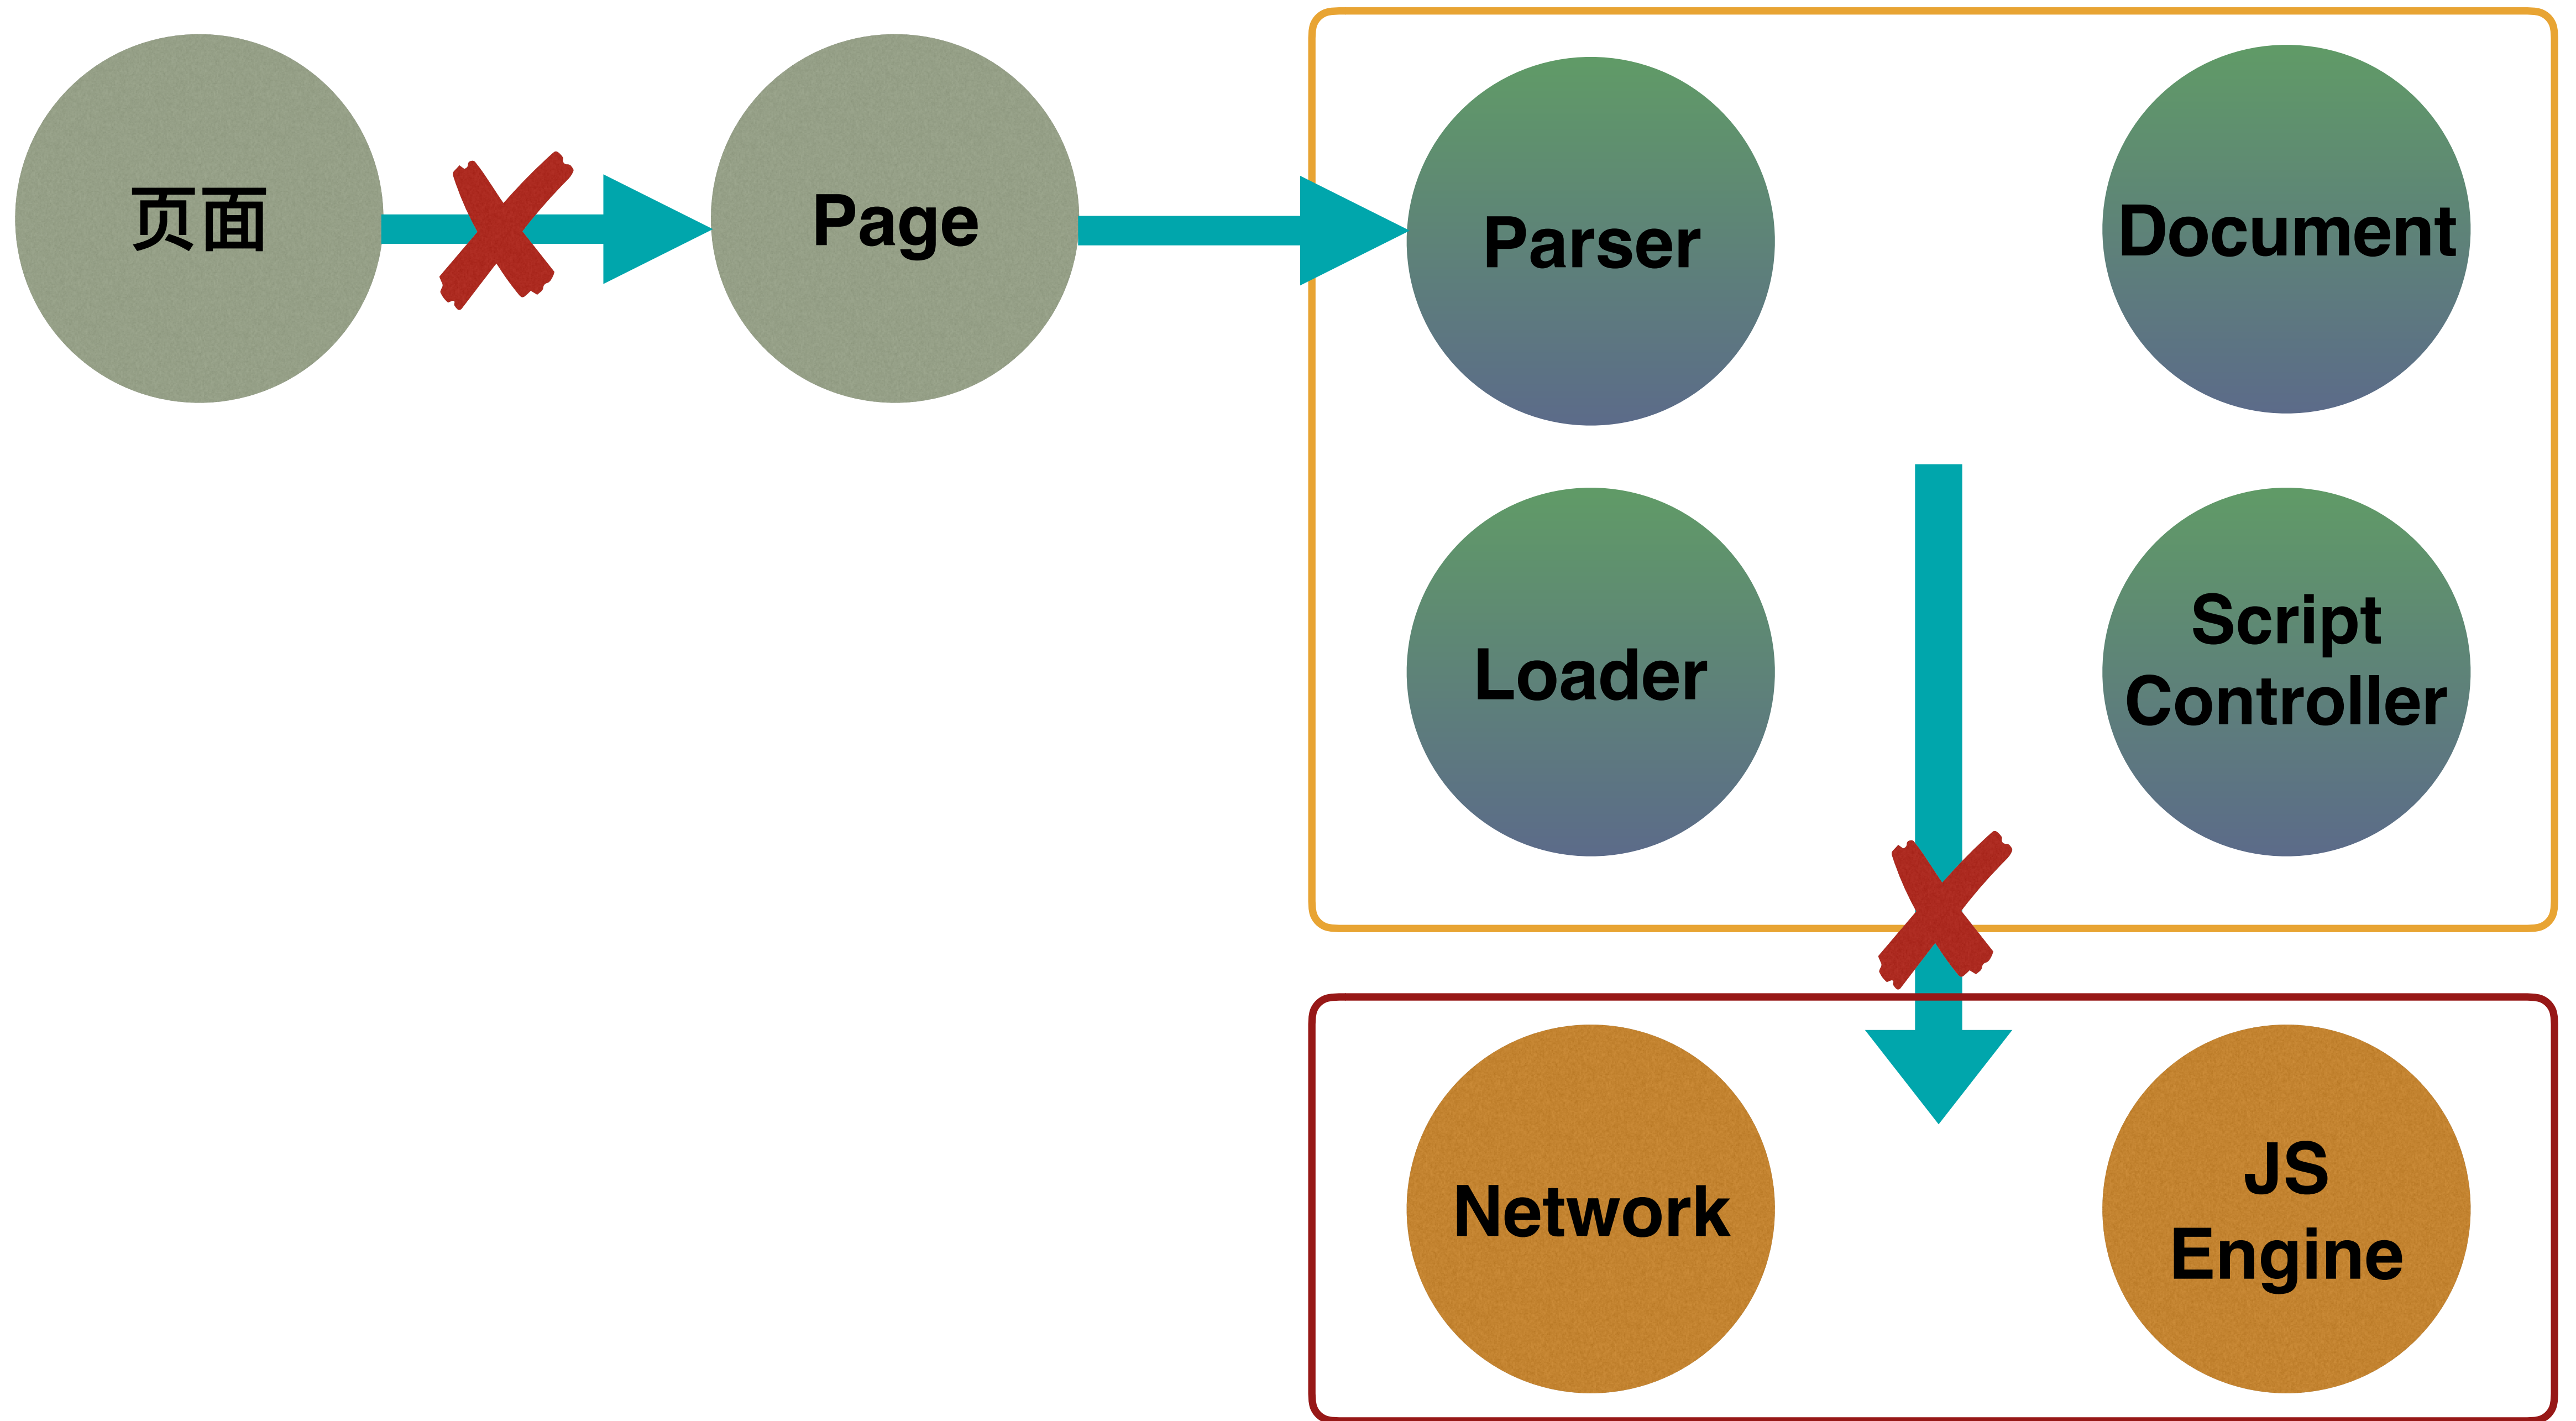 页面
Page
Parser
Document
Loader
Script
Controller
Network
JS
Engine